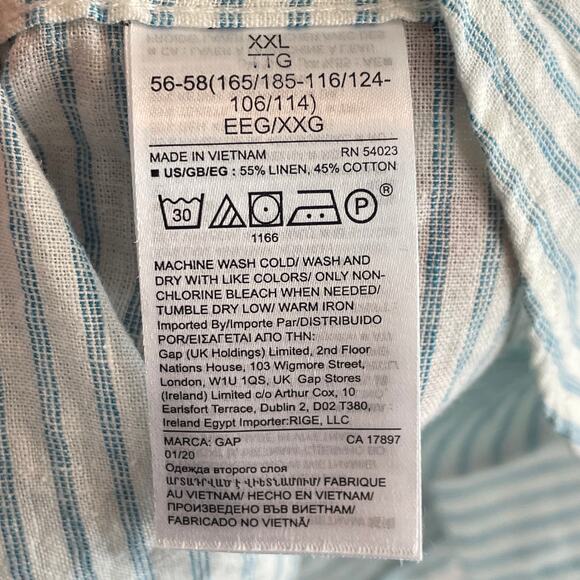 XXL
TTG
56-58(165/185-116/124-
106/114)
EEG/XXG
MADE IN VIETNAM RN 54023
■ US/GB/EG : 55% LINEN, 45% COTTON
30 P ®
1166
MACHINE WASH COLD/ WASH AND
DRY WITH LIKE COLORS/ ONLY NON-
CHLORINE BLEACH WHEN NEEDED/
TUMBLE DRY LOW/ WARM IRON
Imported By/Importe Par/DISTRIBUIDO
POR/ΕΙΣΑΓΕΤΑΙ ΑΠΟ ΤΗΝ:
Gap (UK Holdings) Limited, 2nd Floor
Nations House, 103 Wigmore Street,
London, W1U 1QS, UK Gap Stores
(Ireland) Limited c/o Arthur Cox, 10
Earlsfort Terrace, Dublin 2, D02 T380,
Ireland Egypt Importer:RIGE, LLC
MARCA: GAP CA 17897
01/20
Одежда второго слоя
ԱՐՏԱԴՐՎԱԾ Է ՎԻԵՏՆԱՄՈՒՄ/ FABRIQUE
AU VIETNAM/ HECHO EN VIETNAM/
ПРОИЗВЕДЕНО ВЪВ ВИЕТНАМ/
FABRICADO NO VIETNÃ/